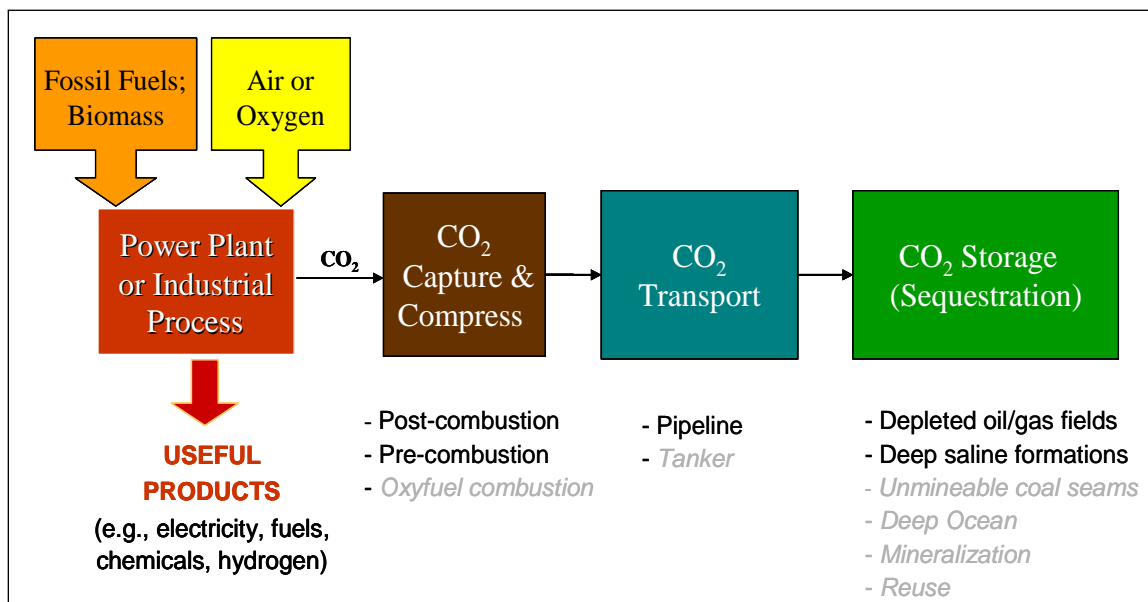 Fossil Fuels;
Biomass
Air or
Oxygen
Power Plant
or Industrial
Process
CO₂
CO₂
Capture &
Compress
CO₂
Transport
CO₂ Storage
(Sequestration)
USEFUL
PRODUCTS
(e.g., electricity, fuels,
chemicals, hydrogen)
- Post-combustion
- Pre-combustion
- Oxyfuel combustion
- Pipeline
- Tanker
- Depleted oil/gas fields
- Deep saline formations
- Unmineable coal seams
- Deep Ocean
- Mineralization
- Reuse